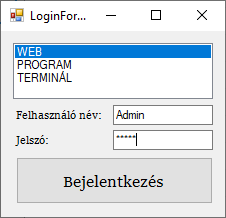 LoginFor...
WEB
PROGRAM
TERMINÁL
Felhasználó név: Admin
Jelszó: *****
Bejelentkezés